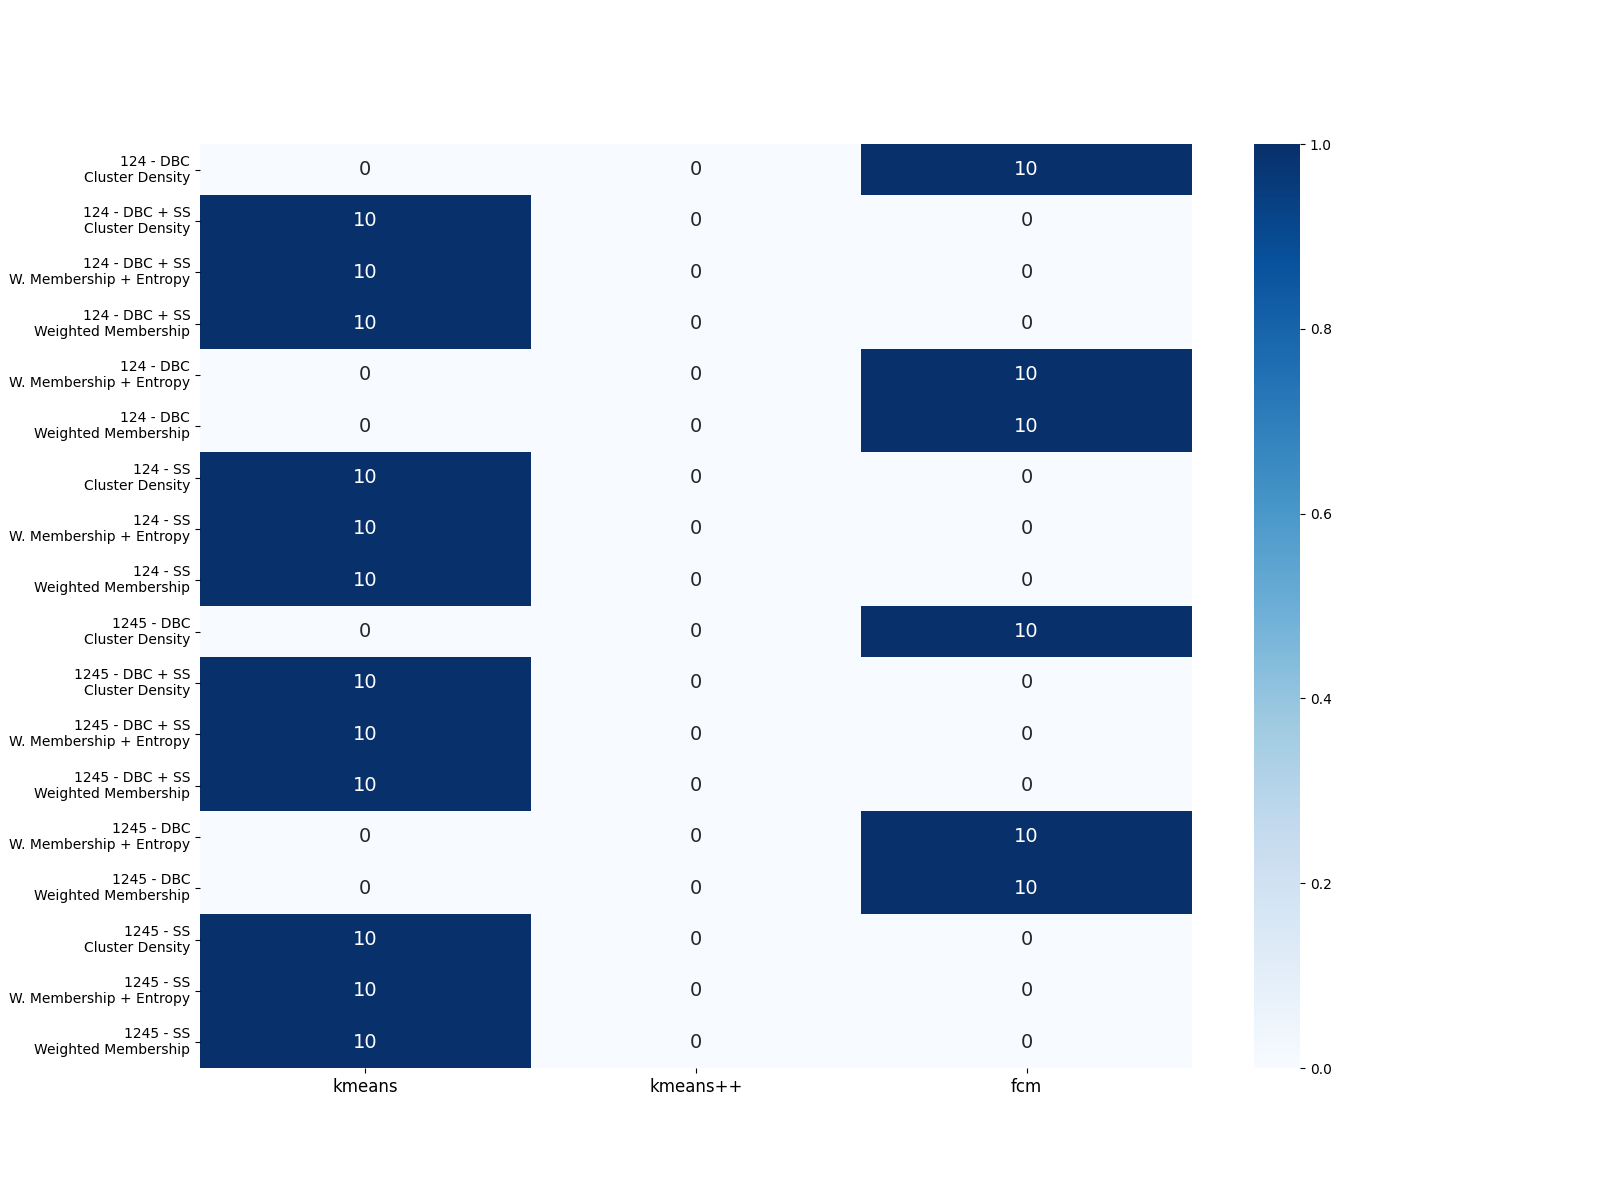 124 - DBC
Cluster Density
0 0 10
124 - DBC + SS
Cluster Density
10 0 0
124 - DBC + SS
W. Membership + Entropy
10 0 0
124 - DBC + SS
Weighted Membership
10 0 0
124 - DBC
W. Membership + Entropy
0 0 10
124 - DBC
Weighted Membership
0 0 10
124 - SS
Cluster Density
10 0 0
124 - SS
W. Membership + Entropy
10 0 0
124 - SS
Weighted Membership
10 0 0
1245 - DBC
Cluster Density
0 0 10
1245 - DBC + SS
Cluster Density
10 0 0
1245 - DBC + SS
W. Membership + Entropy
10 0 0
1245 - DBC + SS
Weighted Membership
10 0 0
1245 - DBC
W. Membership + Entropy
0 0 10
1245 - DBC
Weighted Membership
0 0 10
1245 - SS
Cluster Density
10 0 0
1245 - SS
W. Membership + Entropy
10 0 0
1245 - SS
Weighted Membership
10 0 0
kmeans kmeans++ fcm
1.0
0.8
0.6
0.4
0.2
0.0